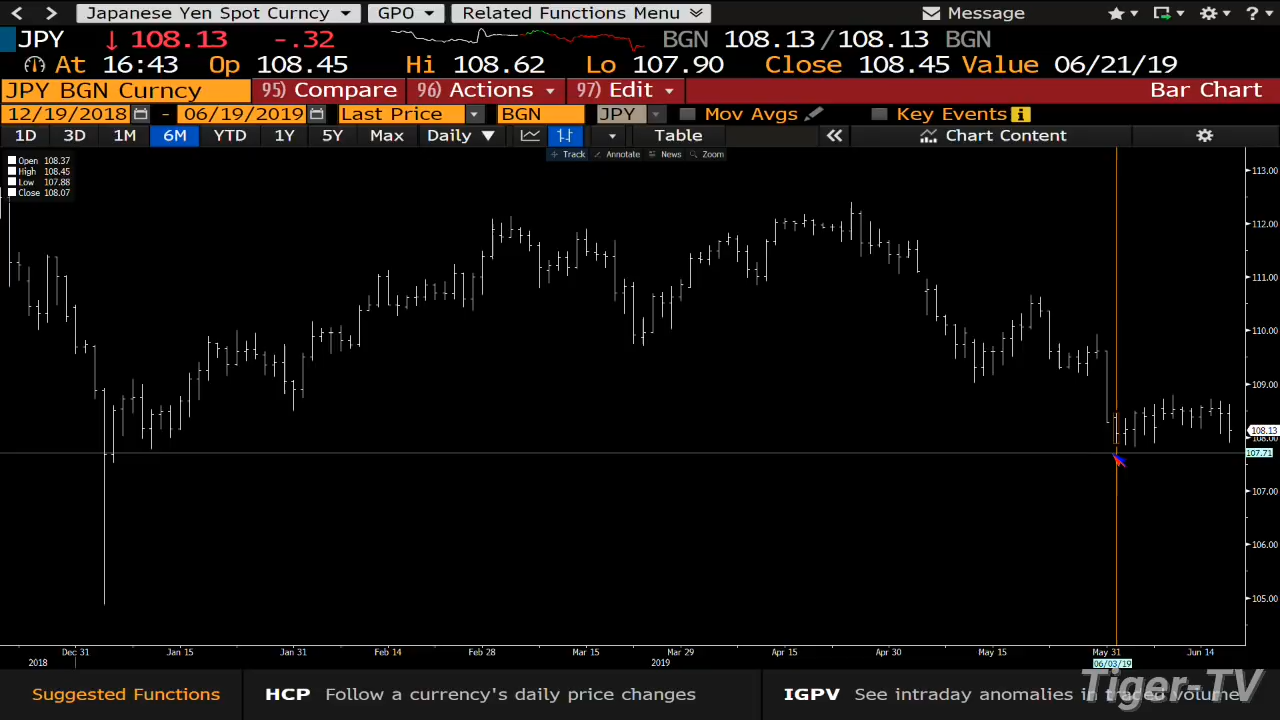 Japanese Yen Spot Curncy GPO Related Functions Menu Message ?
JPY ↓ 108.13 -.32 BGN 108.13/108.13 BGN
At 16:43 Op 108.45 Hi 108.62 Lo 107.90 Close 108.45 Value 06/21/19
JPY BGN Curncy 95) Compare 96) Actions 97) Edit Bar Chart
12/19/2018 - 06/19/2019 Last Price BGN JPY Mov Avgs Key Events i
1D 3D 1M 6M YTD 1Y 5Y Max Daily Table Chart Content
Track Annotate News Zoom
Open 108.37
High 108.45
Low 107.88
Close 108.07
113.00
112.00
111.00
110.00
109.00
108.13
108.00
107.71
107.00
106.00
105.00
Dec 31 Jan 15 Jan 31 Feb 14 Feb 28 Mar 15 Mar 29 Apr 15 Apr 30 May 15 May 31 Jun 14
2018 2019 06/03/19
Suggested Functions HCP Follow a currency's daily price changes IGPV See intraday anomalies in traded volume
Tiger-TV